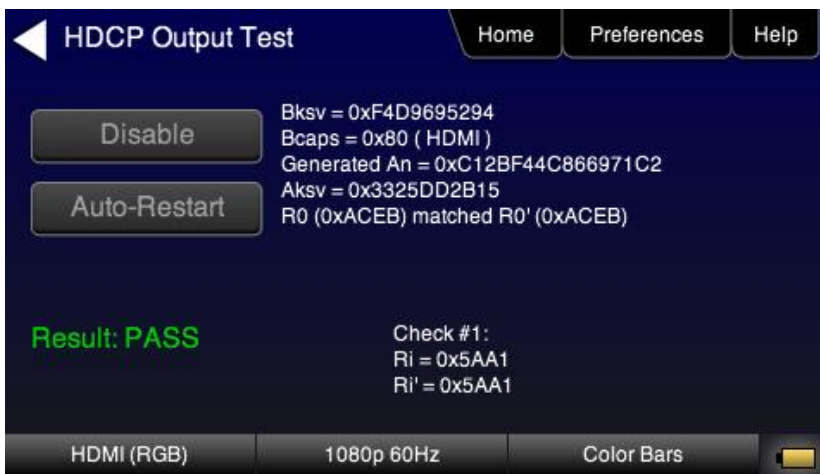 HDCP Output Test
Home
Preferences
Help
Disable
Auto-Restart
Bksv = 0xF4D9695294
Bcaps = 0x80 ( HDMI )
Generated An = 0xC12BF44C866971C2
Aksv = 0x3325DD2B15
R0 (0xACEB) matched R0' (0xACEB)
Result: PASS
Check #1:
Ri = 0x5AA1
Ri' = 0x5AA1
HDMI (RGB)
1080p 60Hz
Color Bars